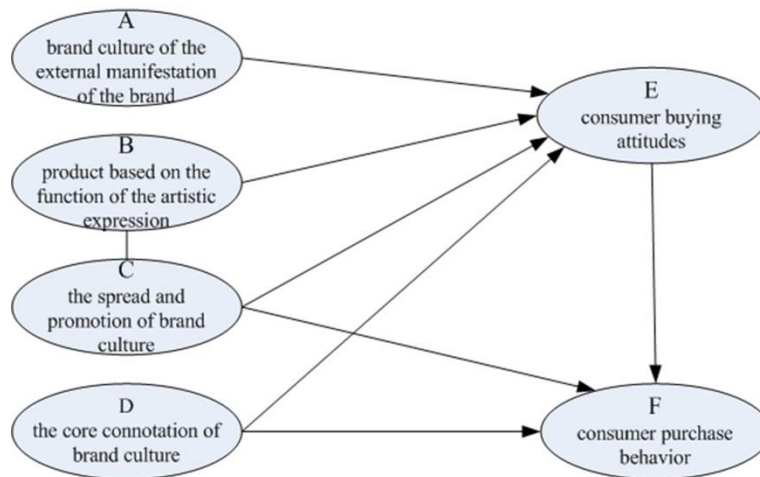 A
brand culture of the
external manifestation
of the brand
B
product based on the
function of the artistic
expression
C
the spread and
promotion of brand
culture
D
the core connotation of
brand culture
E
consumer buying
attitudes
F
consumer purchase
behavior